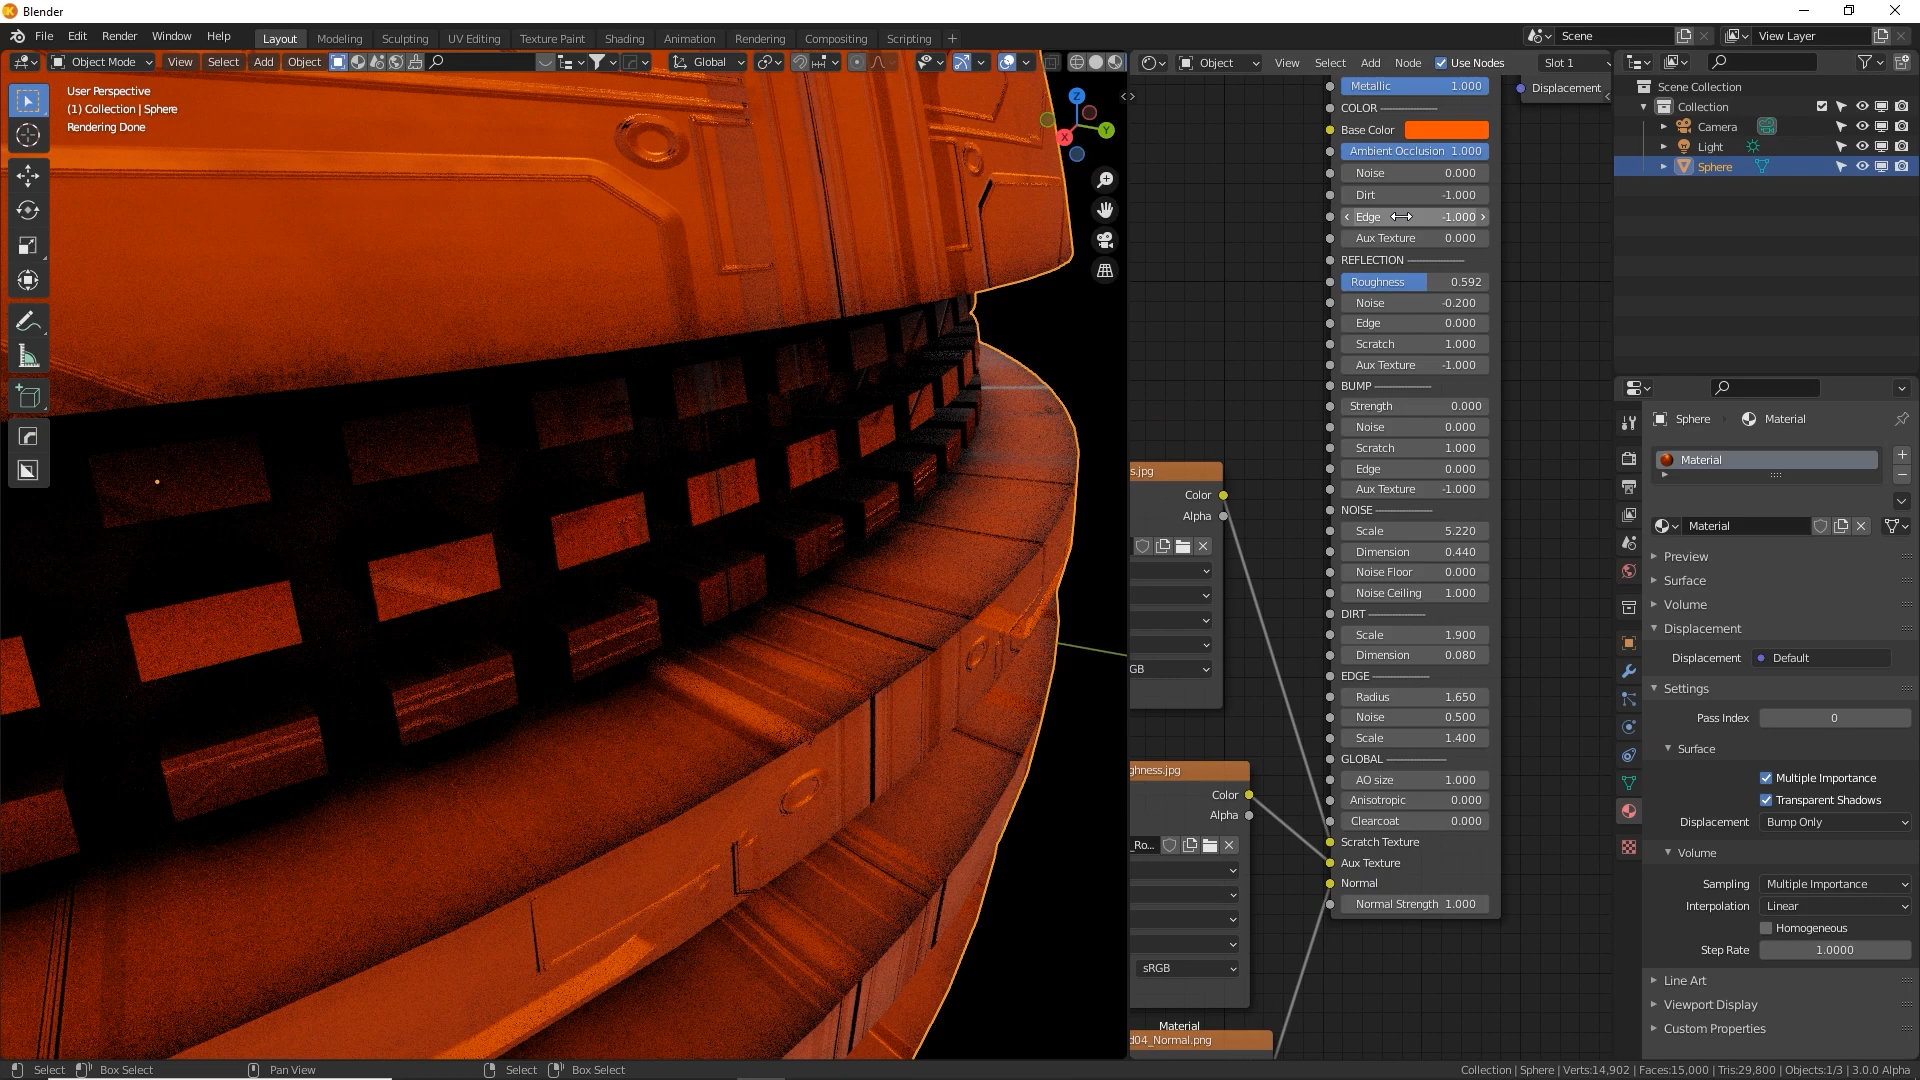 Blender
File Edit Render Window Help Layout Modeling Sculpting UV Editing Texture Paint Shading Animation Rendering Compositing Scripting + Scene View Layer
Object Mode View Select Add Object Global Object View Select Add Node Use Nodes Slot 1
User Perspective
(1) Collection | Sphere
Rendering Done
Z
Y
X
Displacement
Metallic 1.000
COLOR
Base Color
Ambient Occlusion 1.000
Noise 0.000
Dirt -1.000
Edge -1.000
Aux Texture 0.000
REFLECTION
Roughness 0.592
Noise -0.200
Edge 0.000
Scratch 1.000
Aux Texture -1.000
BUMP
Strength 0.000
Noise 0.000
Scratch 1.000
Edge 0.000
Aux Texture -1.000
NOISE
Scale 5.220
Dimension 0.440
Noise Floor 0.000
Noise Ceiling 1.000
DIRT
Scale 1.900
Dimension 0.080
EDGE
Radius 1.650
Noise 0.500
Scale 1.400
GLOBAL
AO size 1.000
Anisotropic 0.000
Clearcoat 0.000
Scratch Texture
Aux Texture
Normal
Normal Strength 1.000
s.jpg
Color
Alpha
GB
ghness.jpg
Color
Alpha
_Ro...
sRGB
Material
d04_Normal.png
Scene Collection
Collection
Camera
Light
Sphere
Sphere Material
Material
Material
Preview
Surface
Volume
Displacement
Displacement Default
Settings
Pass Index 0
Surface
Multiple Importance
Transparent Shadows
Displacement Bump Only
Volume
Sampling Multiple Importance
Interpolation Linear
Homogeneous
Step Rate 1.0000
Line Art
Viewport Display
Custom Properties
Select Box Select Pan View Select Box Select Collection | Sphere | Verts:14,902 | Faces:15,000 | Tris:29,800 | Objects:1/3 | 3.0.0 Alpha